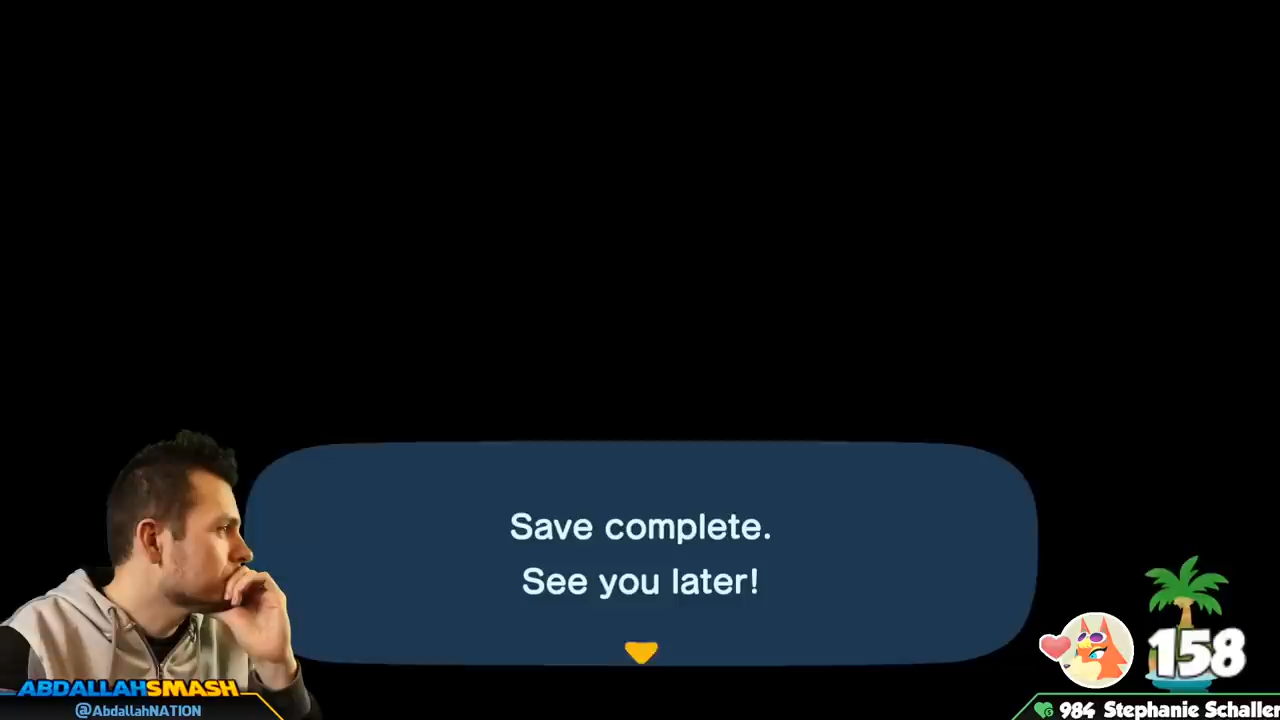 Save complete.
See you later!
ABDALLAHSMASH
@AbdallahNATION
158
984 Stephanie Schaller